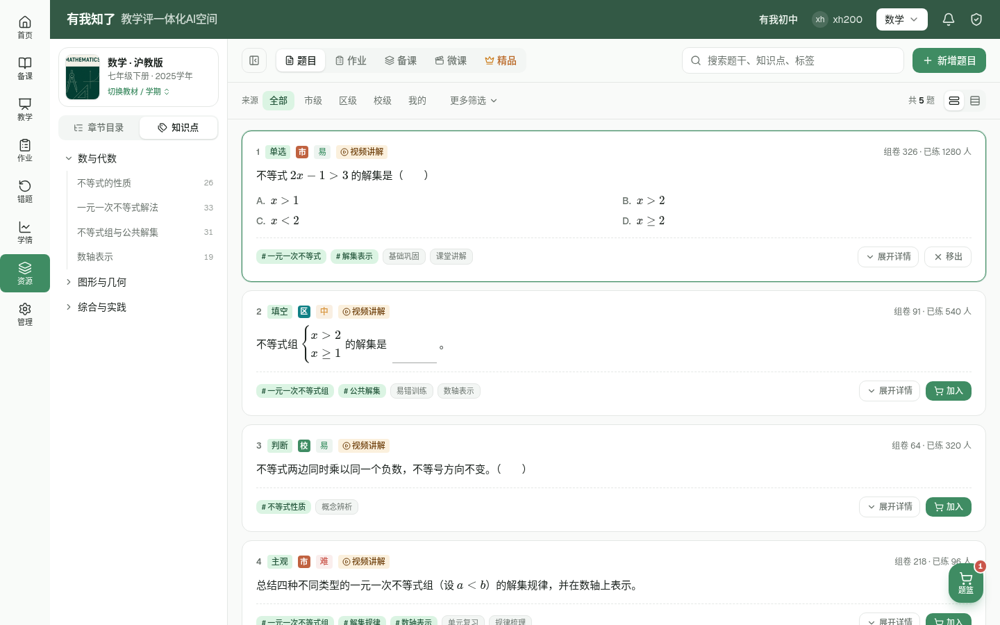 有我知了 教学评一体化AI空间
有我初中 xh xh200 数学
首页
备课
教学
作业
错题
学情
资源
管理
MATHEMATICS
数学 · 沪教版
七年级下册 · 2025学年
切换教材 / 学期
章节目录 知识点
数与代数
不等式的性质 26
一元一次不等式解法 33
不等式组与公共解集 31
数轴表示 19
图形与几何
综合与实践
题目 作业 备课 微课 精品
搜索题干、知识点、标签
新增题目
来源 全部 市级 区级 校级 我的 更多筛选
共 5 题
1 单选 市 易 视频讲解 组卷 326 · 已练 1280 人
不等式 2x − 1 > 3 的解集是（ ）
A. x > 1 B. x > 2
C. x < 2 D. x ≥ 2
# 一元一次不等式 # 解集表示 基础巩固 课堂讲解 展开详情 移出
2 填空 区 中 视频讲解 组卷 91 · 已练 540 人
不等式组 { x > 2
x ≥ 1 的解集是 ______ 。
# 一元一次不等式组 # 公共解集 易错训练 数轴表示 展开详情 加入
3 判断 校 易 视频讲解 组卷 64 · 已练 320 人
不等式两边同时乘以同一个负数，不等号方向不变。（ ）
# 不等式性质 概念辨析 展开详情 加入
4 主观 市 难 视频讲解 组卷 218 · 已练 96 人
总结四种不同类型的一元一次不等式组（设 a < b）的解集规律，并在数轴上表示。
# 一元一次不等式组 # 解集规律 # 数轴表示 单元复习 规律梳理 展开详情 加入
1
题篮